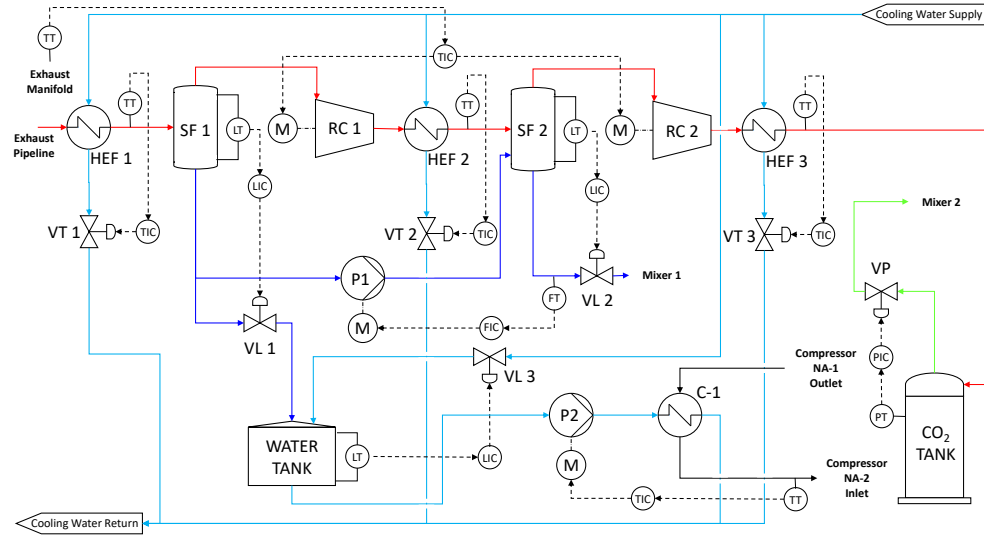 Cooling Water Supply
TT
TIC
Exhaust
Manifold
TT
SF 1
LT
M
RC 1
TT
SF 2
LT
M
RC 2
TT
Exhaust
Pipeline
HEF 1
HEF 2
HEF 3
LIC
LIC
Mixer 2
VT 1
TIC
VT 2
TIC
VT 3
TIC
P1
Mixer 1
VP
VL 2
FT
M
FIC
VL 1
VL 3
Compressor
NA-1
Outlet
PIC
C-1
P2
PT
WATER
TANK
LT
LIC
M
CO2
TANK
TIC
TT
Compressor
NA-2
Inlet
Cooling Water Return